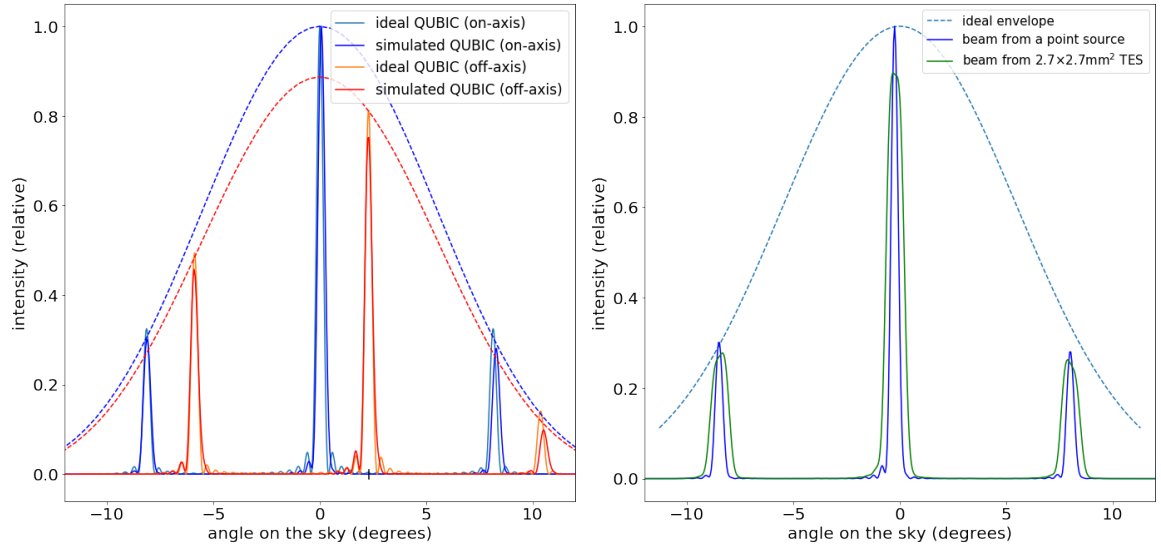 1.0
0.8
0.6
0.4
0.2
0.0
intensity (relative)
ideal QUBIC (on-axis)
simulated QUBIC (on-axis)
ideal QUBIC (off-axis)
simulated QUBIC (off-axis)
−10
−5
0
5
10
angle on the sky (degrees)
1.0
0.8
0.6
0.4
0.2
0.0
intensity (relative)
ideal envelope
beam from a point source
beam from 2.7×2.7mm² TES
−10
−5
0
5
10
angle on the sky (degrees)